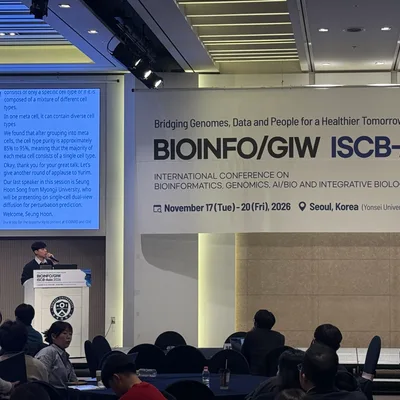 consists of only a specific cell type or if it is
composed of a mixture of different cell
types.
In one meta cell, it can contain diverse cell
types.
We found that after grouping into meta
cells, the cell type purity is approximately
85% to 95%, meaning that the majority of
each meta cell consists of a single cell type.
Okay, thank you for your great talk. Let's
give another round of applause to
Our last speaker in this session is Seung
Hoon Song from Myongji University, who
will be presenting on single-cell dual-view
diffusion for perturbation prediction.
Welcome, Seung Hoon.
Bridging Genomes, Data and People for a Healthier Tomorrow
BIOINFO/GIW ISCB-
INTERNATIONAL CONFERENCE ON
BIOINFORMATICS, GENOMICS, AI/BIO AND INTEGRATIVE BIOLO
November 17(Tue) - 20(Fri), 2026
Seoul, Korea (Yonsei Univer
BIOINFO/GIW